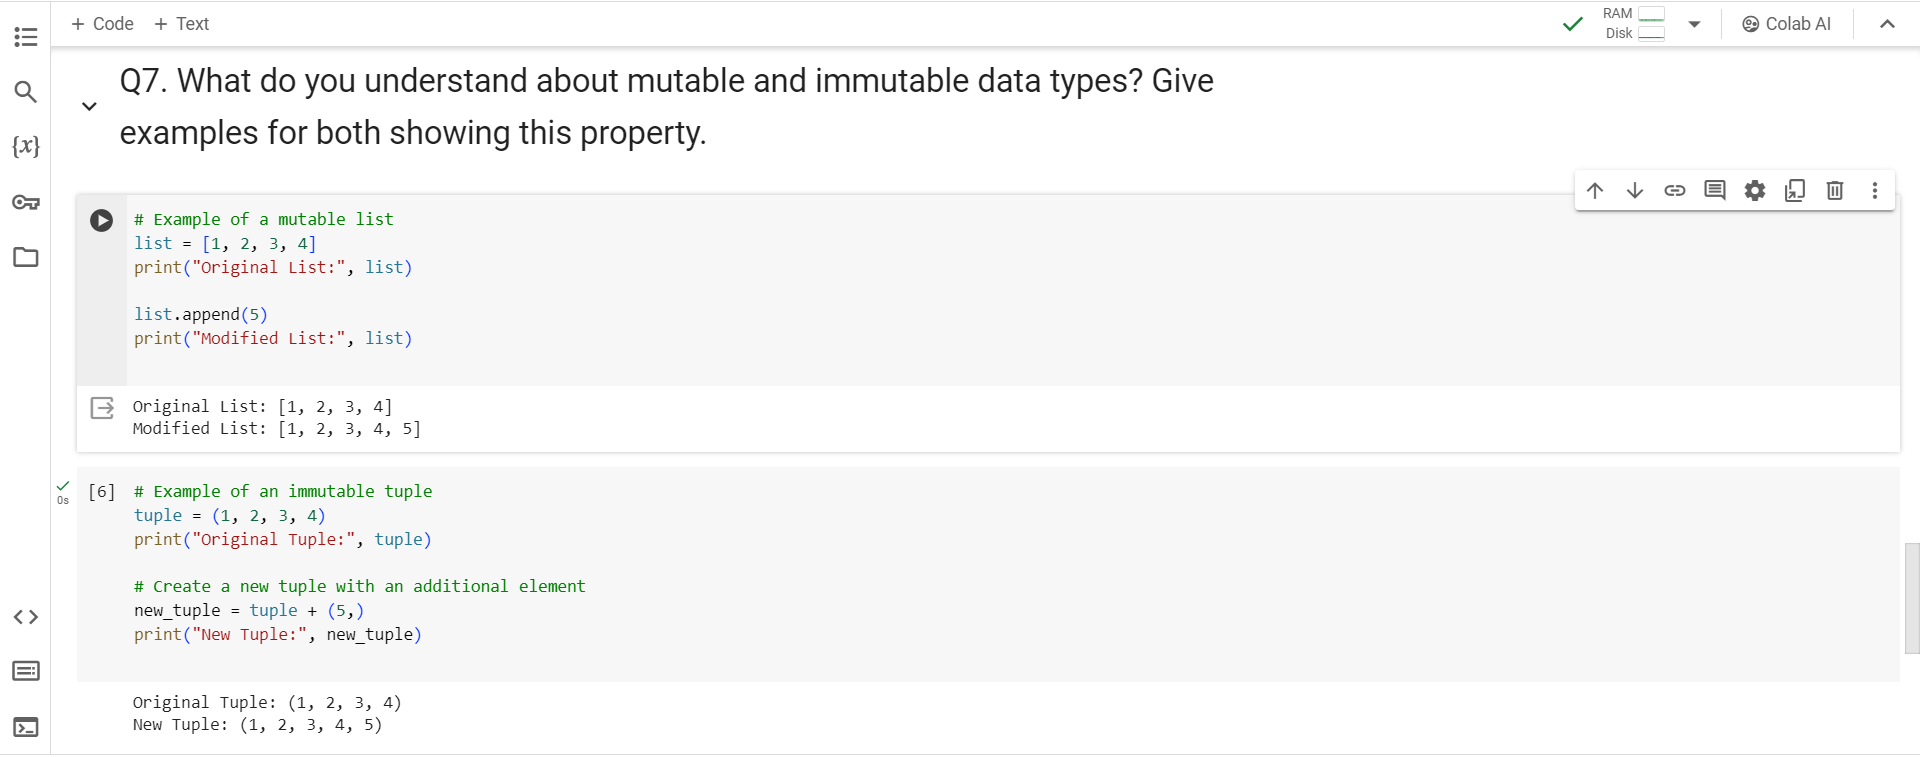 + Code + Text
RAM
Disk
Colab AI
Q7. What do you understand about mutable and immutable data types? Give
examples for both showing this property.
{x}
# Example of a mutable list
list = [1, 2, 3, 4]
print("Original List:", list)
list.append(5)
print("Modified List:", list)
Original List: [1, 2, 3, 4]
Modified List: [1, 2, 3, 4, 5]
0s
[6]
# Example of an immutable tuple
tuple = (1, 2, 3, 4)
print("Original Tuple:", tuple)
# Create a new tuple with an additional element
new_tuple = tuple + (5,)
print("New Tuple:", new_tuple)
Original Tuple: (1, 2, 3, 4)
New Tuple: (1, 2, 3, 4, 5)